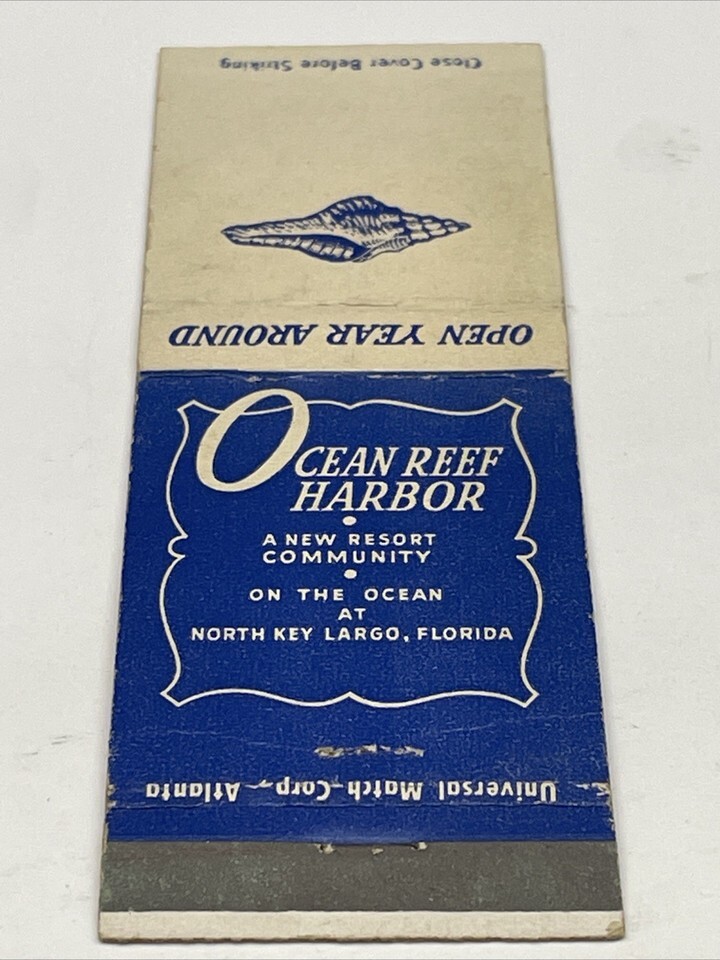 Close Cover Before Striking
OPEN YEAR AROUND
OCEAN REEF
HARBOR
A NEW RESORT
COMMUNITY
ON THE OCEAN
AT
NORTH KEY LARGO, FLORIDA
Universal Match Corp., Atlanta